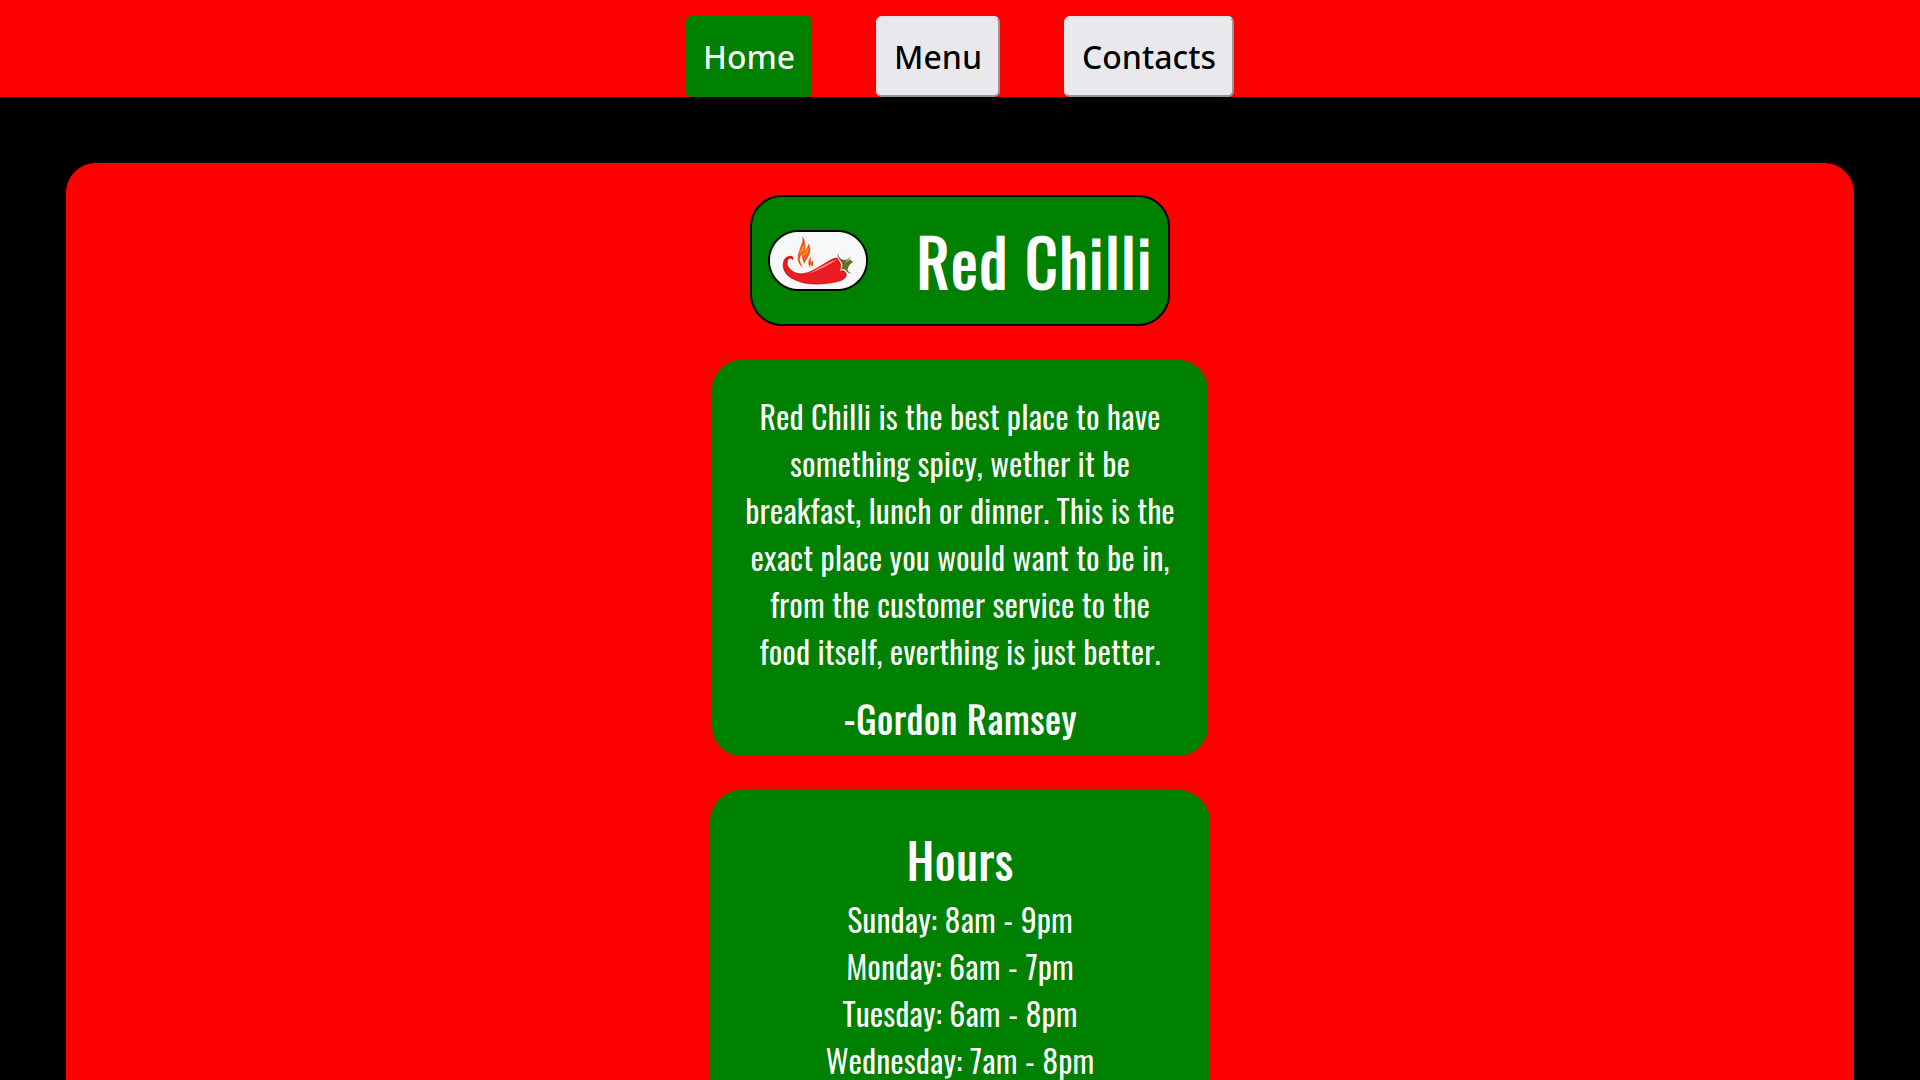 Home Menu Contacts
Red Chilli
Red Chilli is the best place to have
something spicy, wether it be
breakfast, lunch or dinner. This is the
exact place you would want to be in,
from the customer service to the
food itself, everthing is just better.
-Gordon Ramsey
Hours
Sunday: 8am - 9pm
Monday: 6am - 7pm
Tuesday: 6am - 8pm
Wednesday: 7am - 8pm